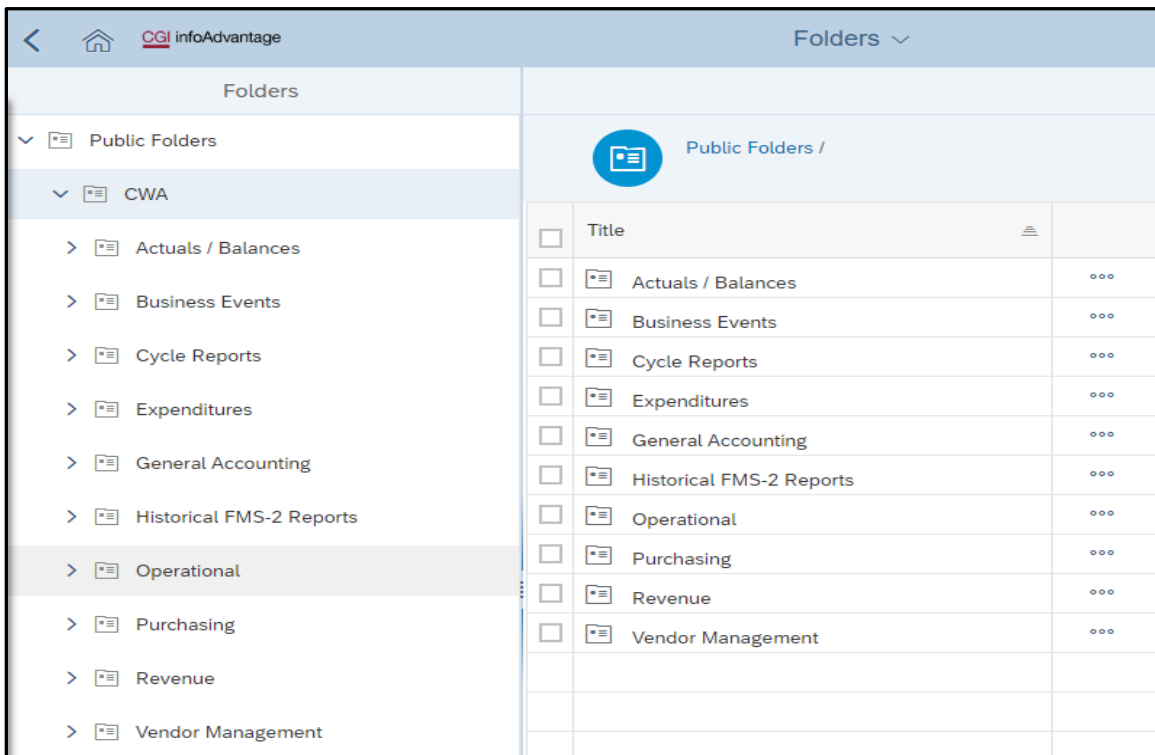 CGI infoAdvantage
Folders
Folders
Public Folders
CWA
Actuals / Balances
Business Events
Cycle Reports
Expenditures
General Accounting
Historical FMS-2 Reports
Operational
Purchasing
Revenue
Vendor Management
Public Folders /
Title
Actuals / Balances
Business Events
Cycle Reports
Expenditures
General Accounting
Historical FMS-2 Reports
Operational
Purchasing
Revenue
Vendor Management